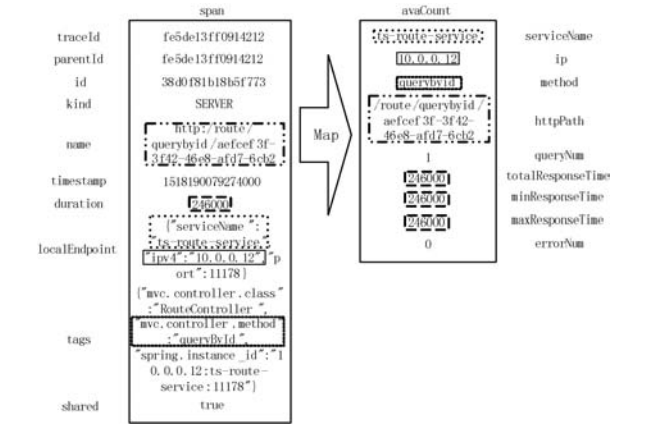 span
avaCount
traceId
fe5de13ff0914212
parentId
fe5de13ff0914212
id
38d0f81b18b5f773
kind
SERVER
name
http:/route/
querybyid/aefcef3f-
3f42-46e8-afd7-6cb2
timestamp
1518190079274000
duration
246000
localEndpoint
{"serviceName":
"ts-route-service",
"ipv4":"10.0.0.12","p
ort":11178}
tags
{"mvc.controller.class"
:"RouteController",
"mvc.controller.method"
:"queryById",
"spring.instance_id":"1
0.0.0.12:ts-route-
service:11178"}
shared
true
Map
ts-route-service
serviceName
10.0.0.12
ip
querybyid
method
/route/querybyid/
aefcef3f-3f42-
46e8-afd7-6cb2
httpPath
1
queryNum
246000
totalResponseTime
246000
minResponseTime
246000
maxResponseTime
0
errorNum